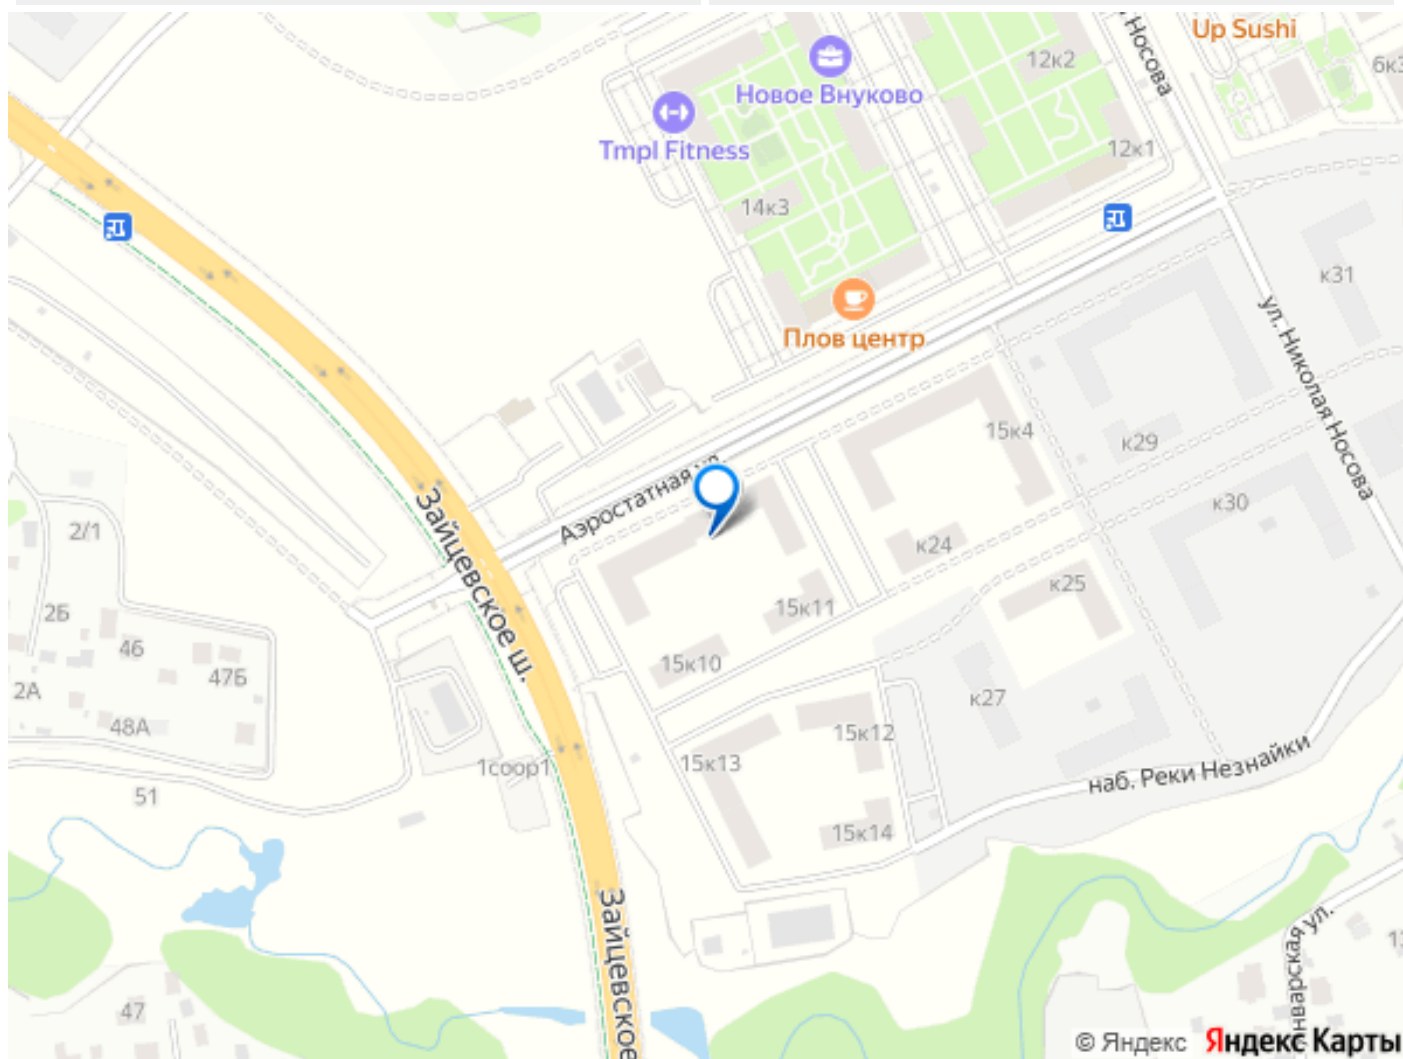 Up Sushi
Носова
12к2
6к3
Новое Внуково
Tmpl Fitness
12к1
14к3
к31
Плов центр
ул. Николая Носова
15к4
к29
Аэростатная ул.
к30
2/1
к24
Зайцевское ш.
к25
2Б
15к11
46
15к10
47Б
2А
к27
48А
15к12
15к13
1соор1
наб. Реки Незнайки
51
15к14
Зайцевское
47
© Яндекс Яндекс Карты